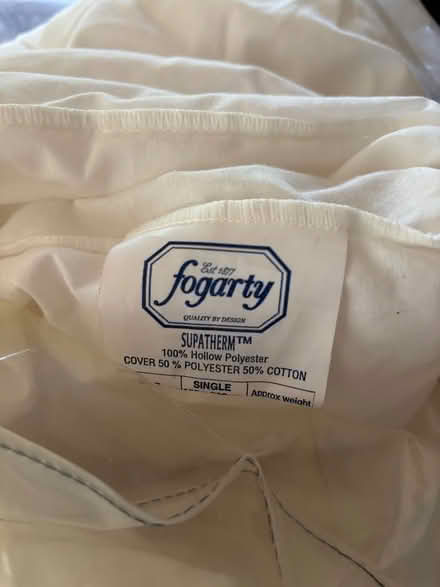 Est 1877
fogarty
QUALITY BY DESIGN
SUPATHERM™
100% Hollow Polyester
COVER 50 % POLYESTER 50% COTTON
SINGLE
Approx weight